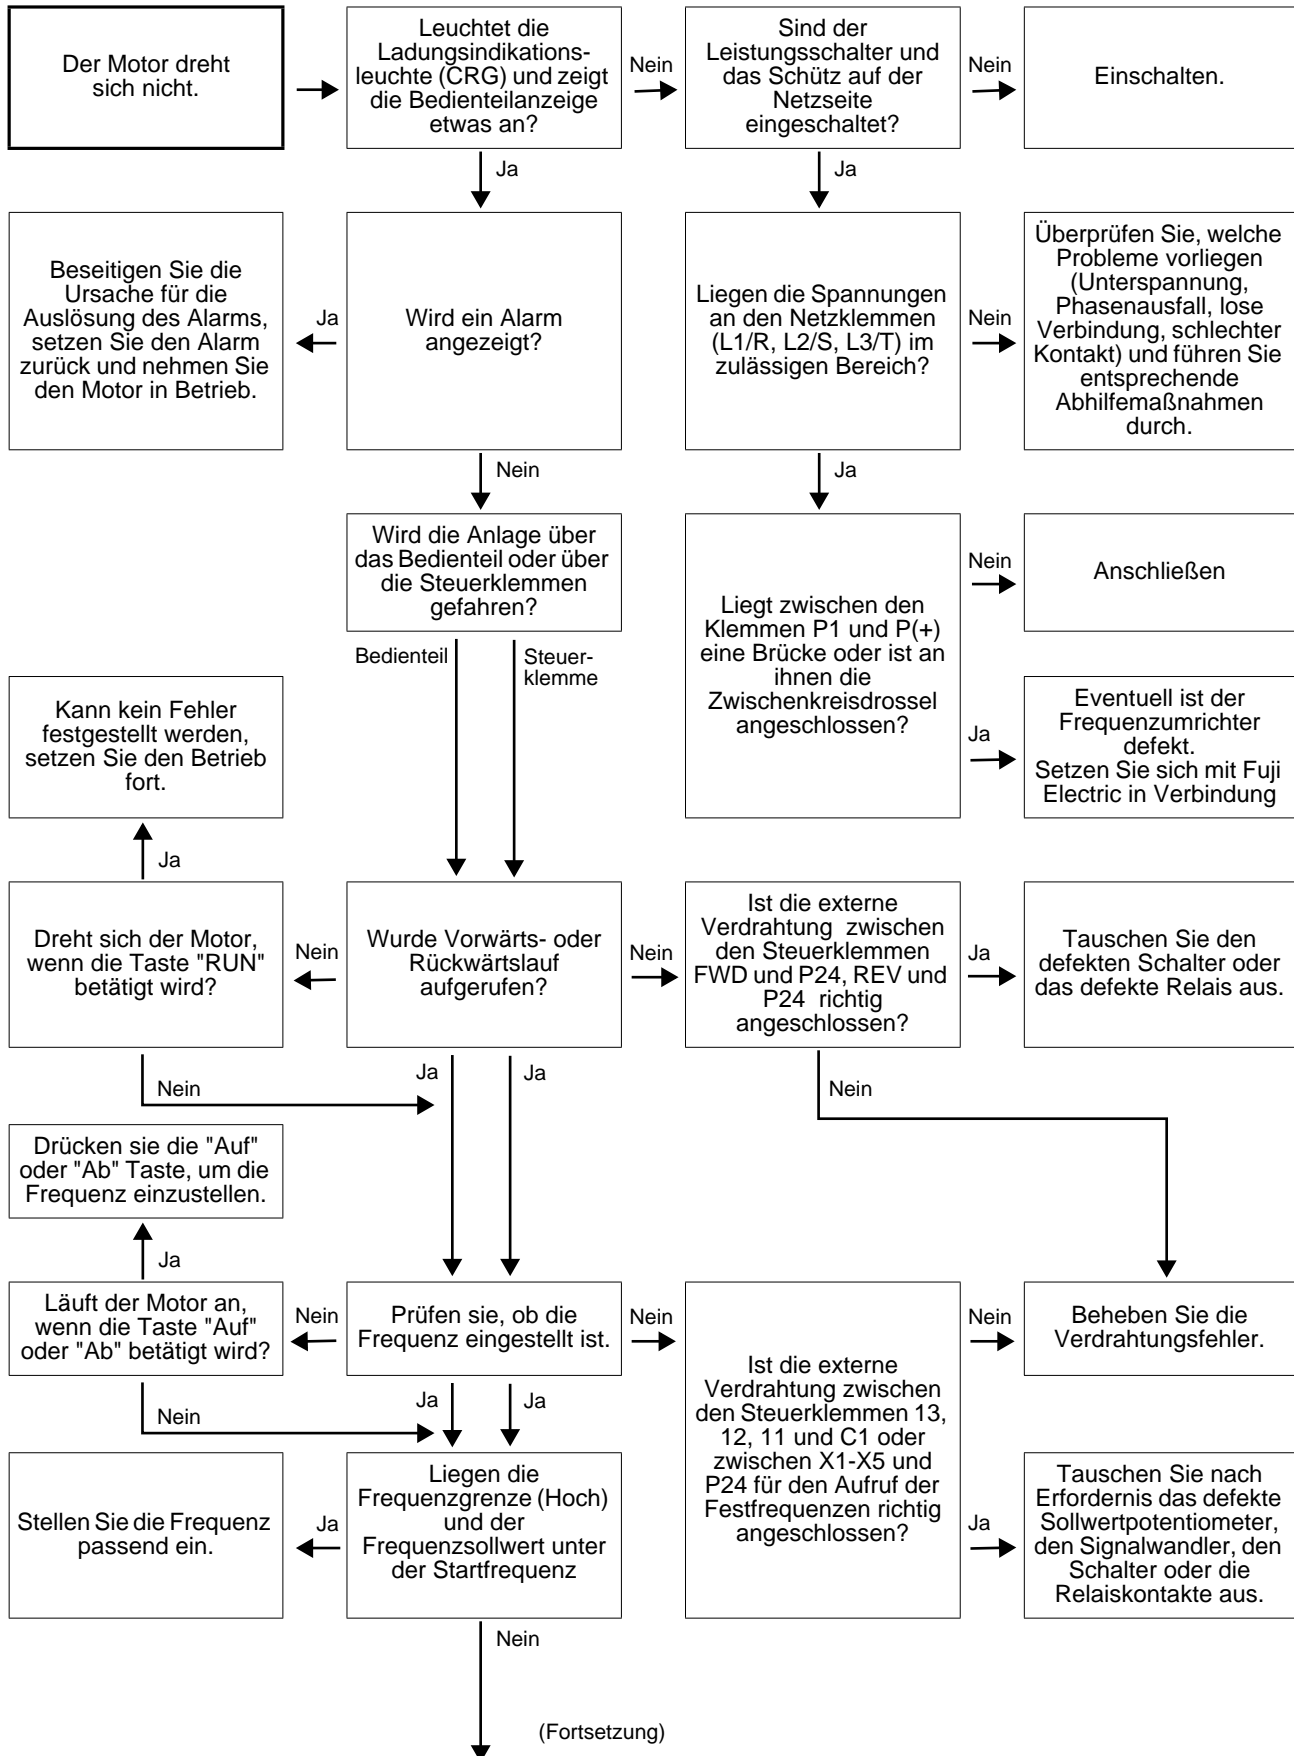 Der Motor dreht
sich nicht.
Leuchtet die
Ladungsindikations-
leuchte (CRG) und zeigt
die Bedienteilanzeige
etwas an?
Nein
Sind der
Leistungsschalter und
das Schütz auf der
Netzseite
eingeschaltet?
Nein
Einschalten.
Ja
Ja
Beseitigen Sie die
Ursache für die
Auslösung des Alarms,
setzen Sie den Alarm
zurück und nehmen Sie
den Motor in Betrieb.
Ja
Wird ein Alarm
angezeigt?
Liegen die Spannungen
an den Netzklemmen
(L1/R, L2/S, L3/T) im
zulässigen Bereich?
Nein
Überprüfen Sie, welche
Probleme vorliegen
(Unterspannung,
Phasenausfall, lose
Verbindung, schlechter
Kontakt) und führen Sie
entsprechende
Abhilfemaßnahmen
durch.
Nein
Ja
Wird die Anlage über
das Bedienteil oder über
die Steuerklemmen
gefahren?
Liegt zwischen den
Klemmen P1 und P(+)
eine Brücke oder ist an
ihnen die
Zwischenkreisdrossel
angeschlossen?
Nein
Anschließen
Bedienteil
Steuer-
klemme
Kann kein Fehler
festgestellt werden,
setzen Sie den Betrieb
fort.
Ja
Eventuell ist der
Frequenzumrichter
defekt.
Setzen Sie sich mit Fuji
Electric in Verbindung
Ja
Dreht sich der Motor,
wenn die Taste "RUN"
betätigt wird?
Nein
Wurde Vorwärts- oder
Rückwärtslauf
aufgerufen?
Nein
Ist die externe
Verdrahtung zwischen
den Steuerklemmen
FWD und P24, REV und
P24 richtig
angeschlossen?
Ja
Tauschen Sie den
defekten Schalter oder
das defekte Relais aus.
Nein
Ja
Ja
Nein
Drücken sie die "Auf"
oder "Ab" Taste, um die
Frequenz einzustellen.
Ja
Läuft der Motor an,
wenn die Taste "Auf"
oder "Ab" betätigt wird?
Nein
Prüfen sie, ob die
Frequenz eingestellt ist.
Nein
Ist die externe
Verdrahtung zwischen
den Steuerklemmen 13,
12, 11 und C1 oder
zwischen X1-X5 und
P24 für den Aufruf der
Festfrequenzen richtig
angeschlossen?
Nein
Beheben Sie die
Verdrahtungsfehler.
Nein
Ja
Ja
Stellen Sie die Frequenz
passend ein.
Ja
Liegen die
Frequenzgrenze (Hoch)
und der
Frequenzsollwert unter
der Startfrequenz
Ja
Tauschen Sie nach
Erfordernis das defekte
Sollwertpotentiometer,
den Signalwandler, den
Schalter oder die
Relaiskontakte aus.
Nein
(Fortsetzung)